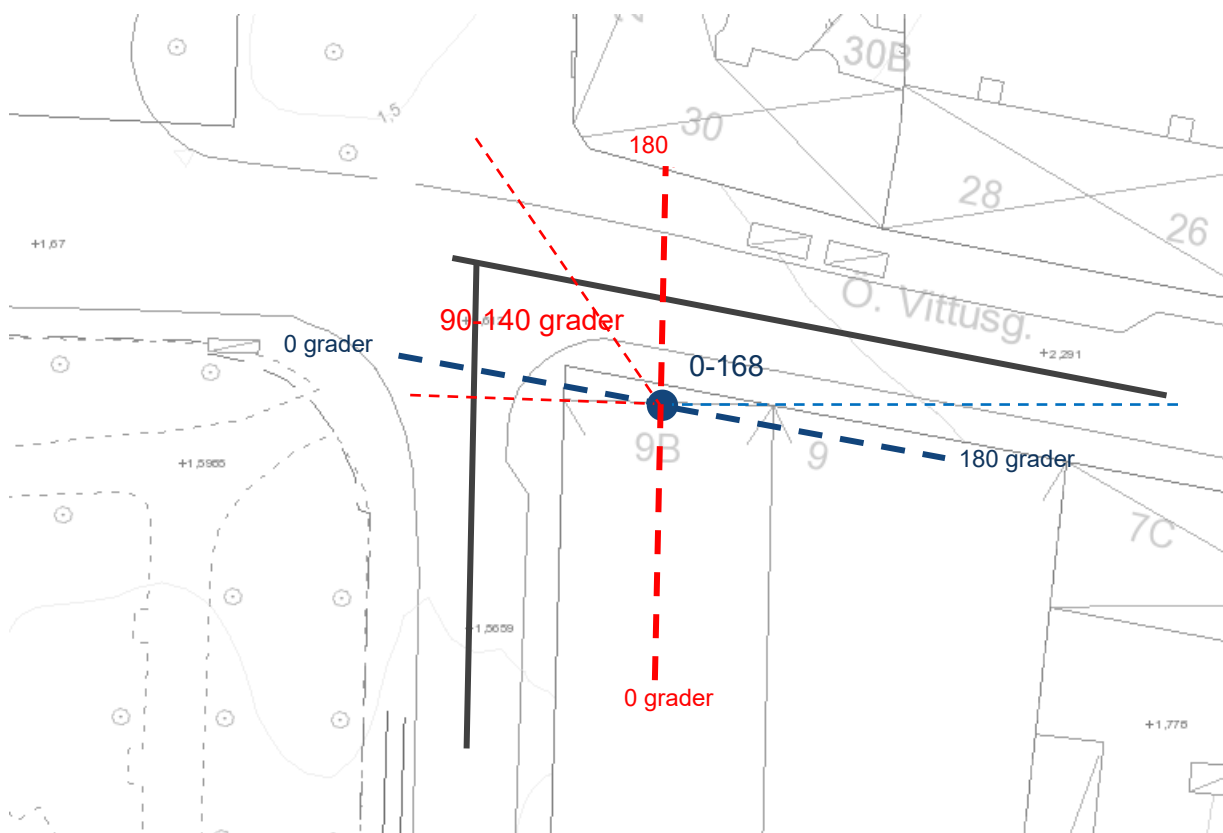 30B
1,5
30
180
28
26
+1,67
Ö. Vittusg.
90-140 grader
0 grader
+2,291
0-168
9B
9
180 grader
+1,5965
7C
+1,5659
0 grader
+1,778